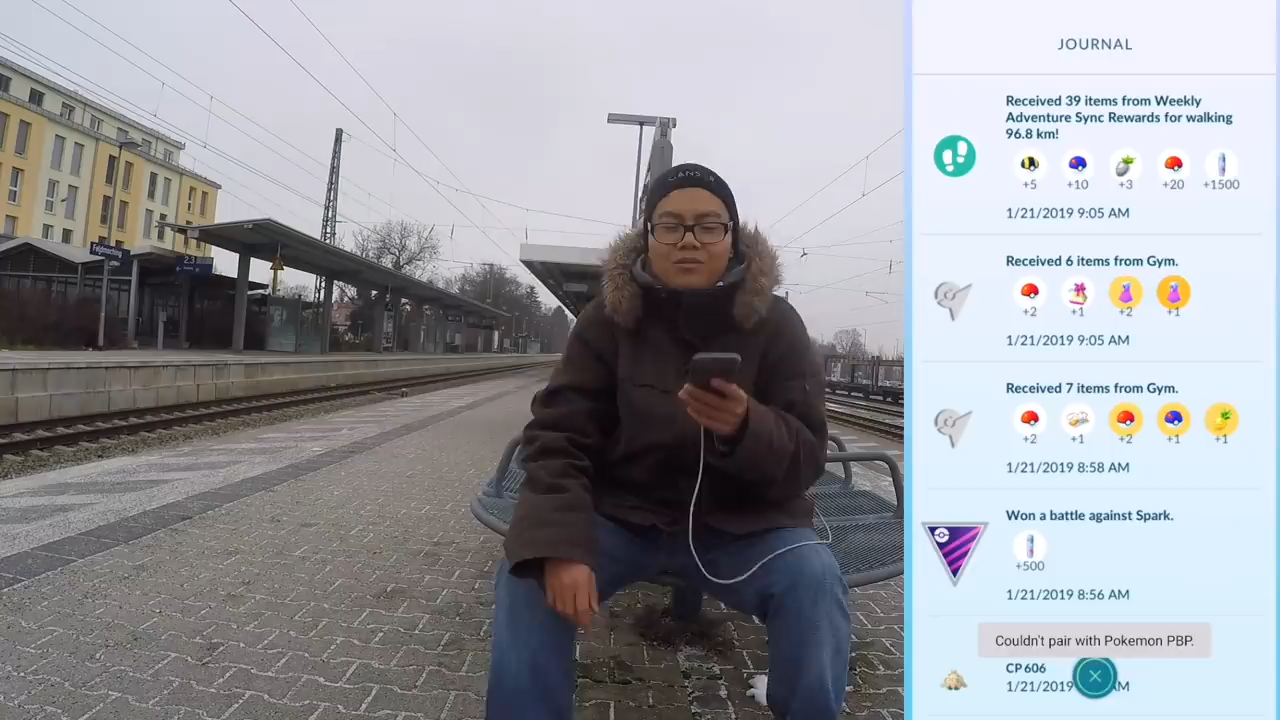 Feldmoching
2.3
JOURNAL
Received 39 items from Weekly
Adventure Sync Rewards for walking
96.8 km!
+5 +10 +3 +20 +1500
1/21/2019 9:05 AM
Received 6 items from Gym.
+2 +1 +2 +1
1/21/2019 9:05 AM
Received 7 items from Gym.
+2 +1 +2 +1 +1
1/21/2019 8:58 AM
Won a battle against Spark.
+500
1/21/2019 8:56 AM
Couldn't pair with Pokemon PBP.
CP 606
1/21/2019 AM